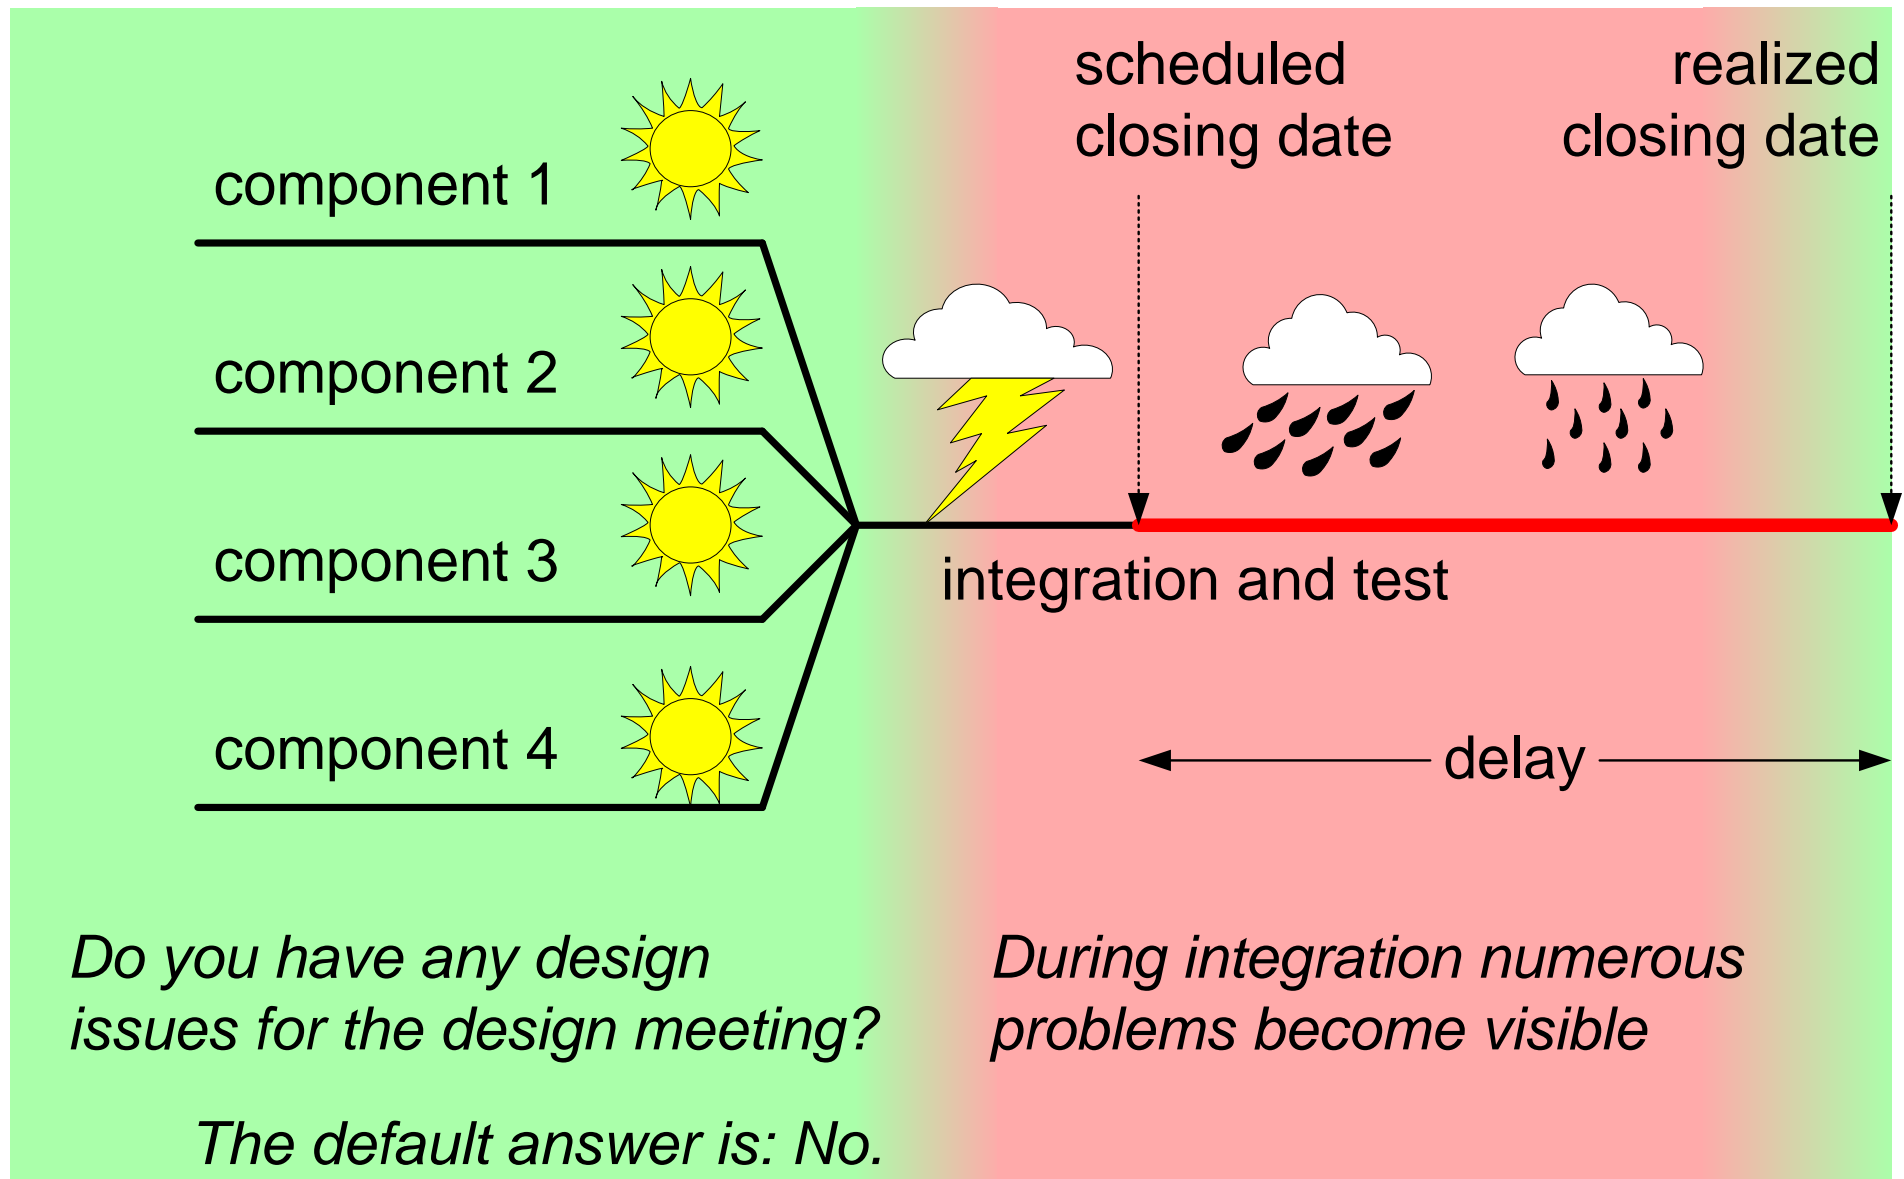 scheduled
closing date
realized
closing date
component 1
component 2
component 3
component 4
integration and test
delay
Do you have any design
issues for the design meeting?
The default answer is: No.
During integration numerous
problems become visible